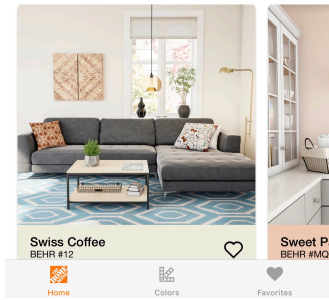 Swiss Coffee
BEHR #12
Sweet P
BEHR #MQ
Home
Colors
Favorites